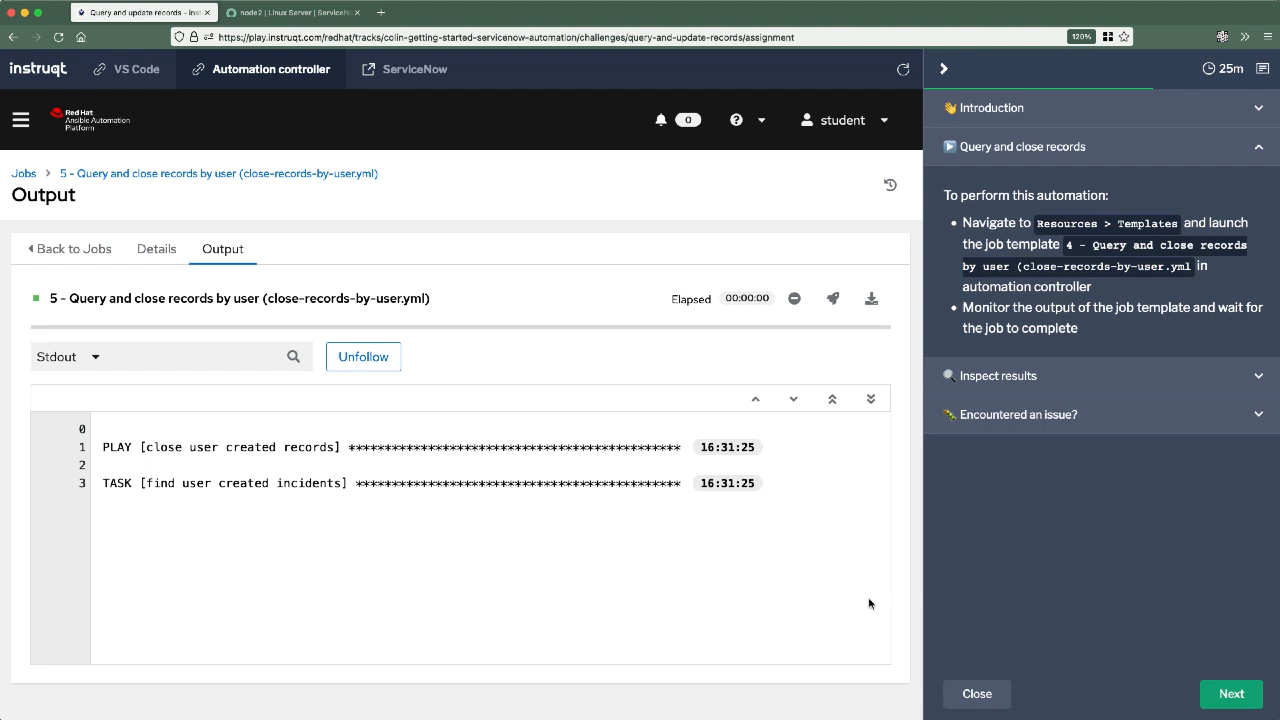 Query and update records - Inst
node2 | Linux Server | ServiceN
https://play.instruqt.com/redhat/tracks/colin-getting-started-servicenow-automation/challenges/query-and-update-records/assignment
120%
instruqt
VS Code
Automation controller
ServiceNow
25m
Red Hat
Ansible Automation
Platform
0
student
Jobs
5 - Query and close records by user (close-records-by-user.yml)
Output
Back to Jobs
Details
Output
5 - Query and close records by user (close-records-by-user.yml)
Elapsed
00:00:00
Stdout
Unfollow
0
1 PLAY [close user created records] ********************************************** 16:31:25
2
3 TASK [find user created incidents] ********************************************* 16:31:25
👋 Introduction
▶️ Query and close records
To perform this automation:
• Navigate to Resources > Templates and launch
the job template 4 - Query and close records
by user (close-records-by-user.yml in
automation controller
• Monitor the output of the job template and wait for
the job to complete
🔍 Inspect results
🐛 Encountered an issue?
Close
Next